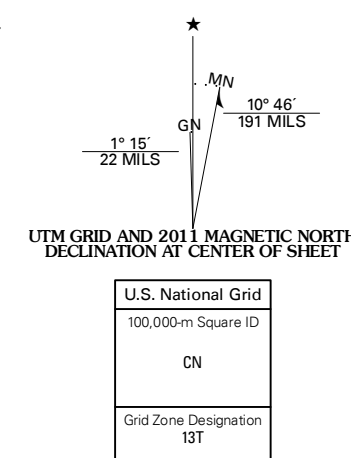 ★
MN
GN
10° 46´
191 MILS
1° 15´
22 MILS
UTM GRID AND 2011 MAGNETIC NORTH
DECLINATION AT CENTER OF SHEET
U.S. National Grid
100,000-m Square ID
CN
Grid Zone Designation
13T